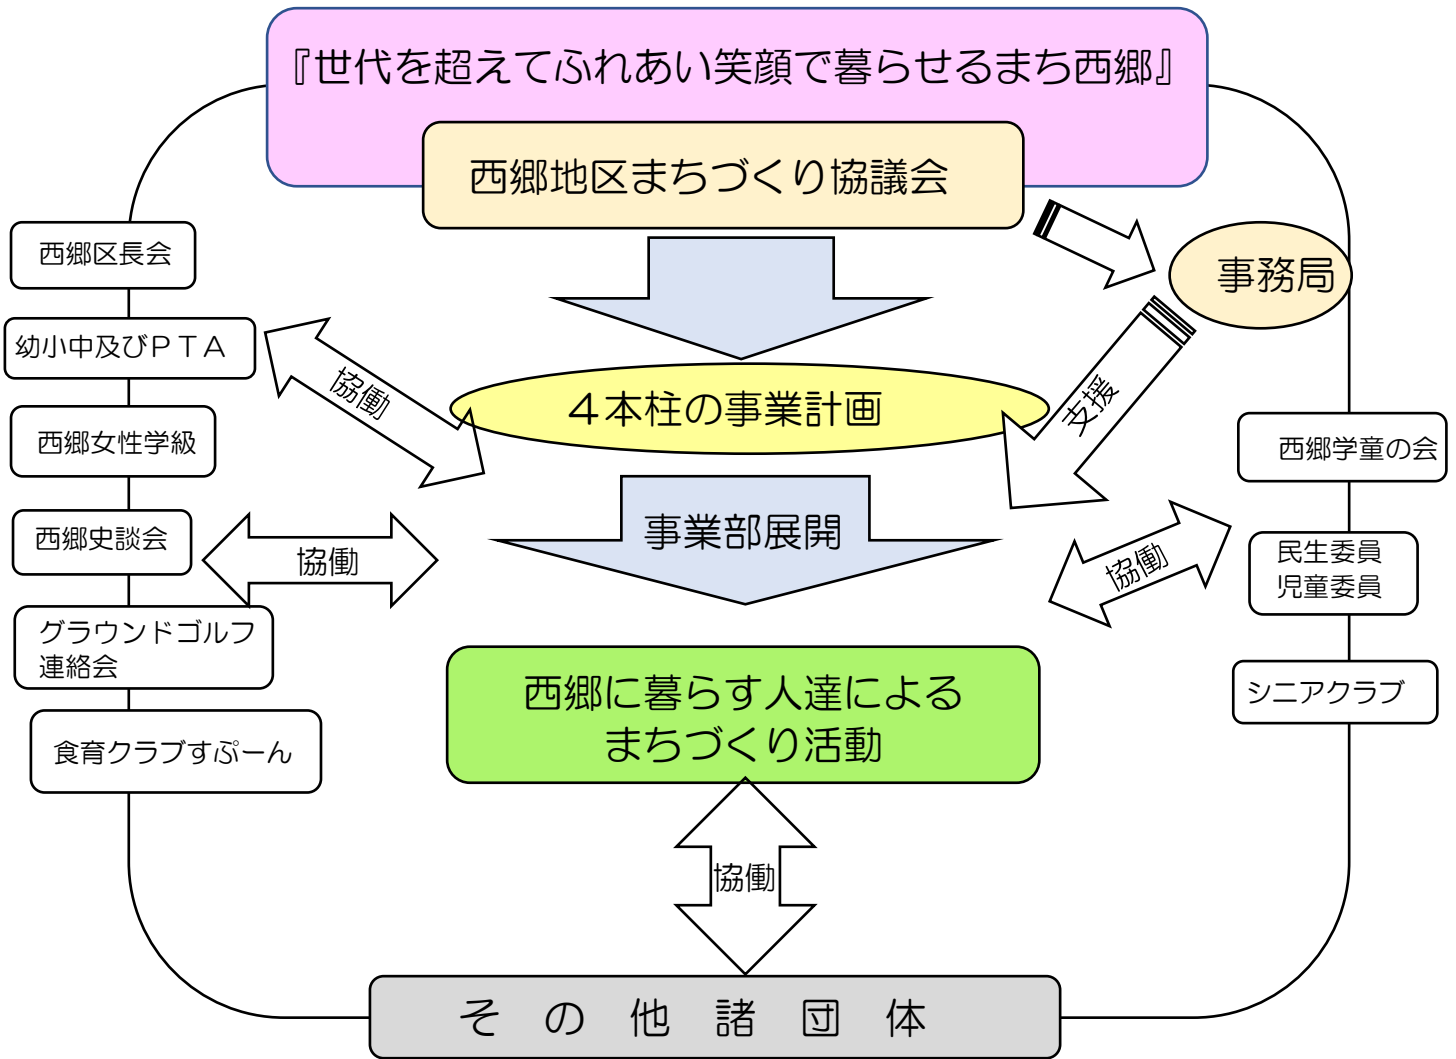 『世代を超えてふれあい笑顔で暮らせるまち西郷』
西郷地区まちづくり協議会
事務局
西郷区長会
幼小中及びＰＴＡ
西郷女性学級
西郷史談会
グラウンドゴルフ
連絡会
食育クラブすぷーん
協働
協働
４本柱の事業計画
支援
事業部展開
協働
西郷学童の会
民生委員
児童委員
シニアクラブ
西郷に暮らす人達による
まちづくり活動
協働
その他諸団体